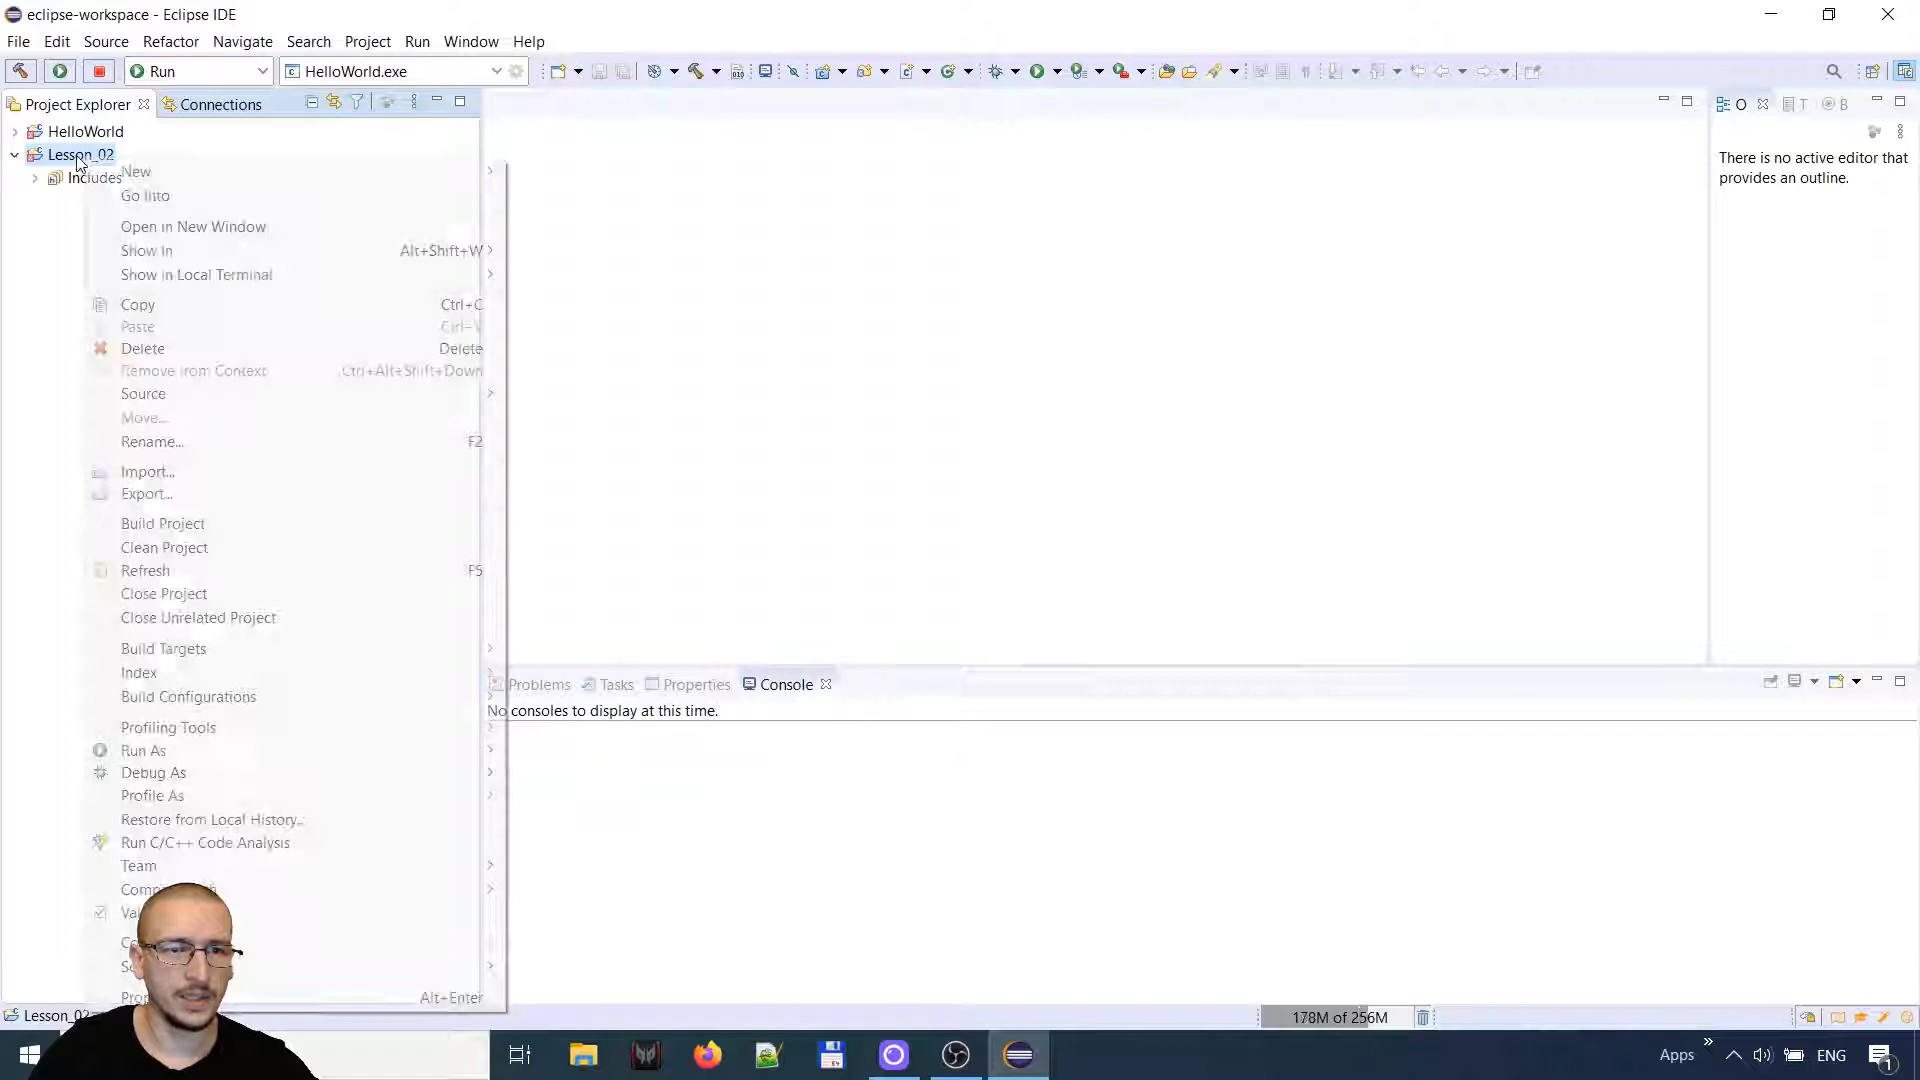 eclipse-workspace - Eclipse IDE
File Edit Source Refactor Navigate Search Project Run Window Help
Run HelloWorld.exe
Project Explorer Connections O T B
HelloWorld
Lesson_02
Includes
There is no active editor that
provides an outline.
New
Go Into
Open in New Window
Show In Alt+Shift+W
Show in Local Terminal
Copy Ctrl+C
Paste Ctrl+V
Delete Delete
Remove from Context Ctrl+Alt+Shift+Down
Source
Move...
Rename... F2
Import...
Export...
Build Project
Clean Project
Refresh F5
Close Project
Close Unrelated Project
Build Targets
Index
Build Configurations
Profiling Tools
Run As
Debug As
Profile As
Restore from Local History...
Run C/C++ Code Analysis
Team
Alt+Enter
Problems Tasks Properties Console
No consoles to display at this time.
Lesson_02 178M of 256M
Apps ENG 1